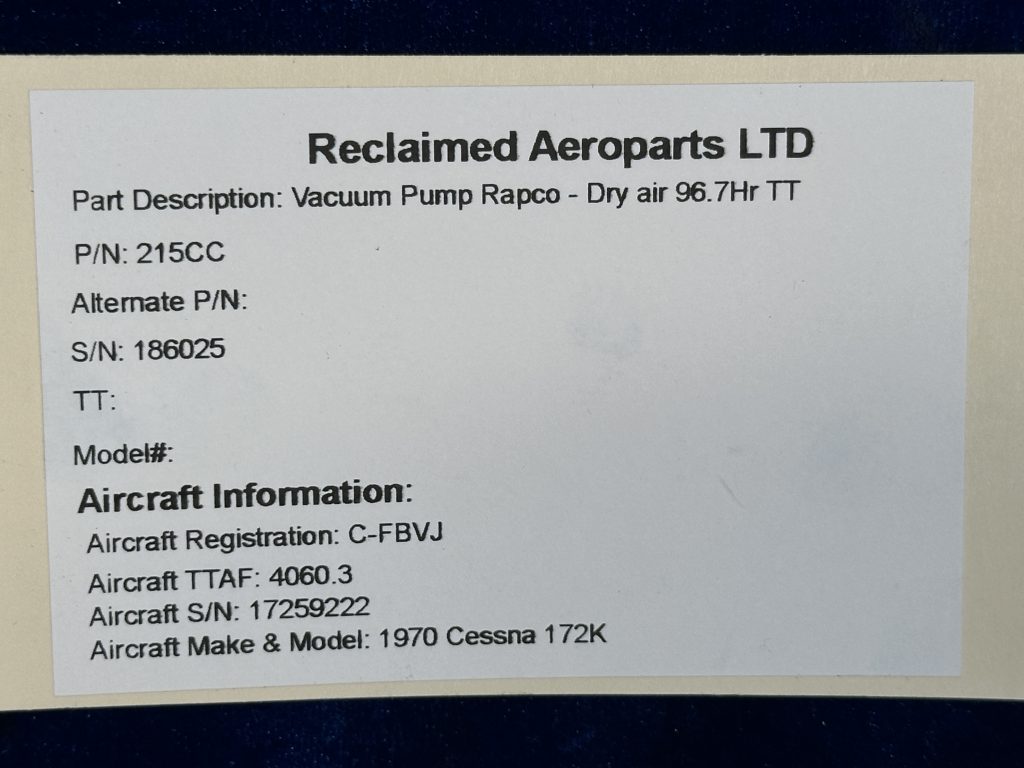 Reclaimed Aeroparts LTD
Part Description: Vacuum Pump Rapco - Dry air 96.7Hr TT
P/N: 215CC
Alternate P/N:
S/N: 186025
TT:
Model#:
Aircraft Information:
Aircraft Registration: C-FBVJ
Aircraft TTAF: 4060.3
Aircraft S/N: 17259222
Aircraft Make & Model: 1970 Cessna 172K